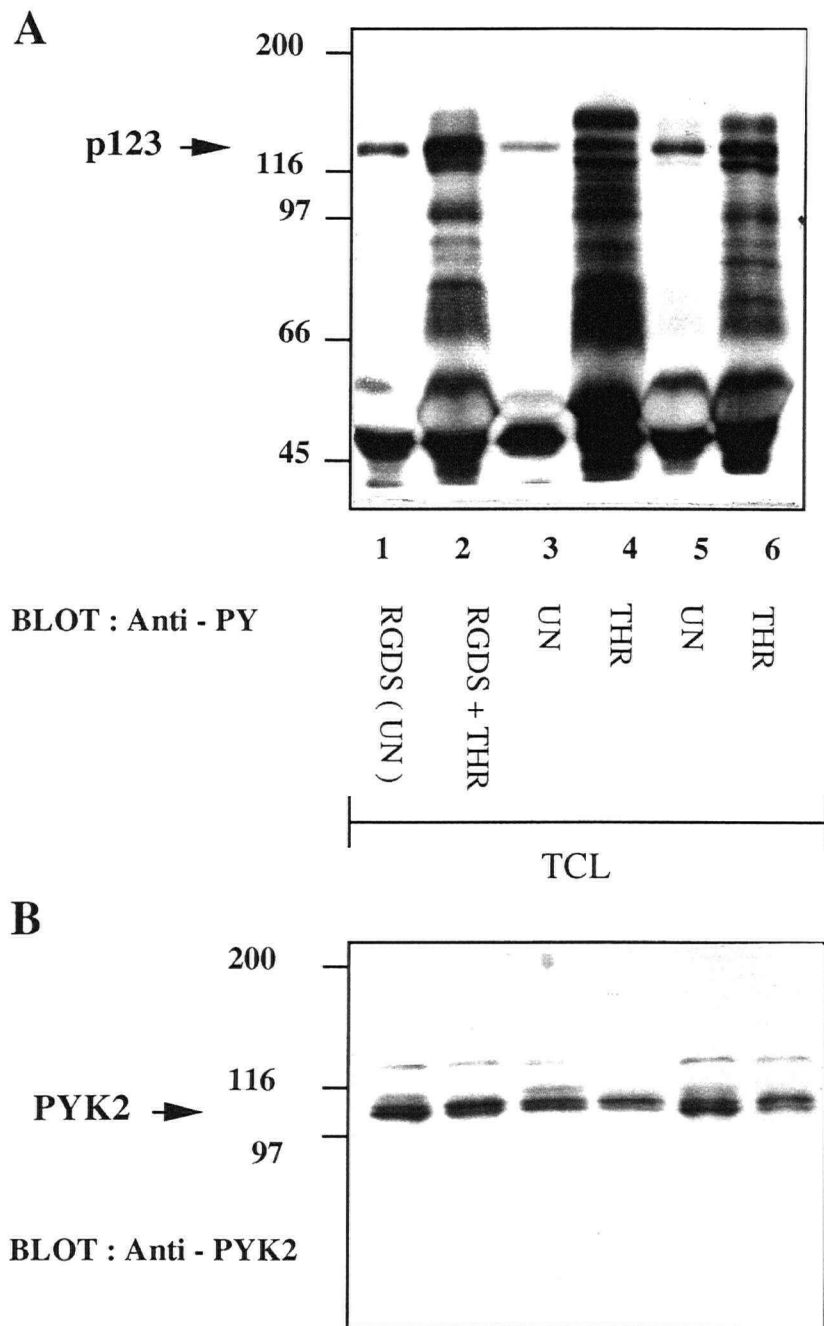 A
200
p123
116
97
66
45
1 2 3 4 5 6
BLOT : Anti - PY
RGDS ( UN )
RGDS + THR
UN
THR
UN
THR
TCL
B
200
116
PYK2
97
BLOT : Anti - PYK2